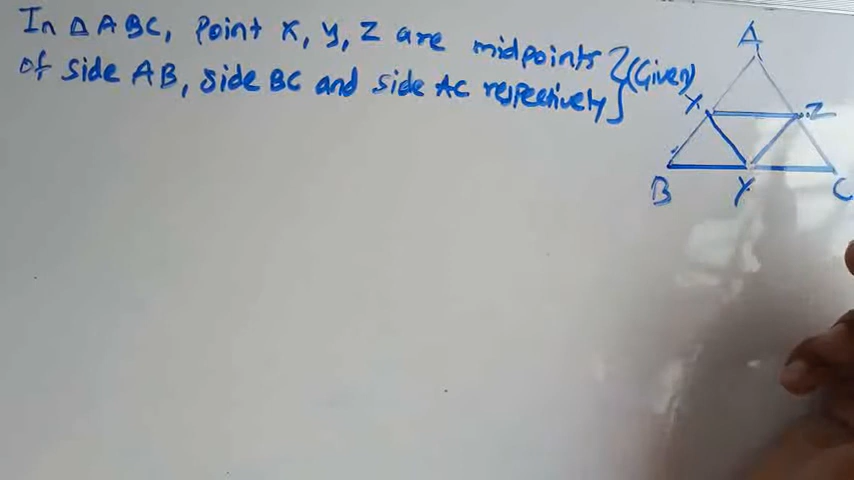 In Δ ABC, Point X, Y, Z are midpoints } (Given)
of side AB, side BC and side AC respectively
A
X
Z
B
Y
C